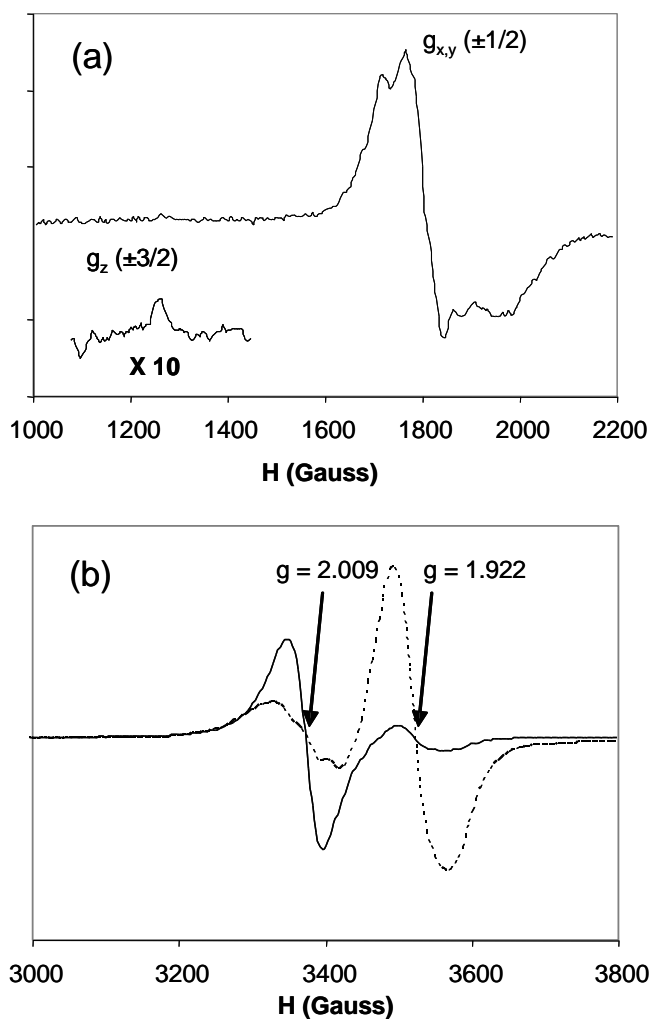 (a)
gx,y (±1/2)
gz (±3/2)
X 10
1000 1200 1400 1600 1800 2000 2200
H (Gauss)
(b)
g = 2.009 g = 1.922
3000 3200 3400 3600 3800
H (Gauss)